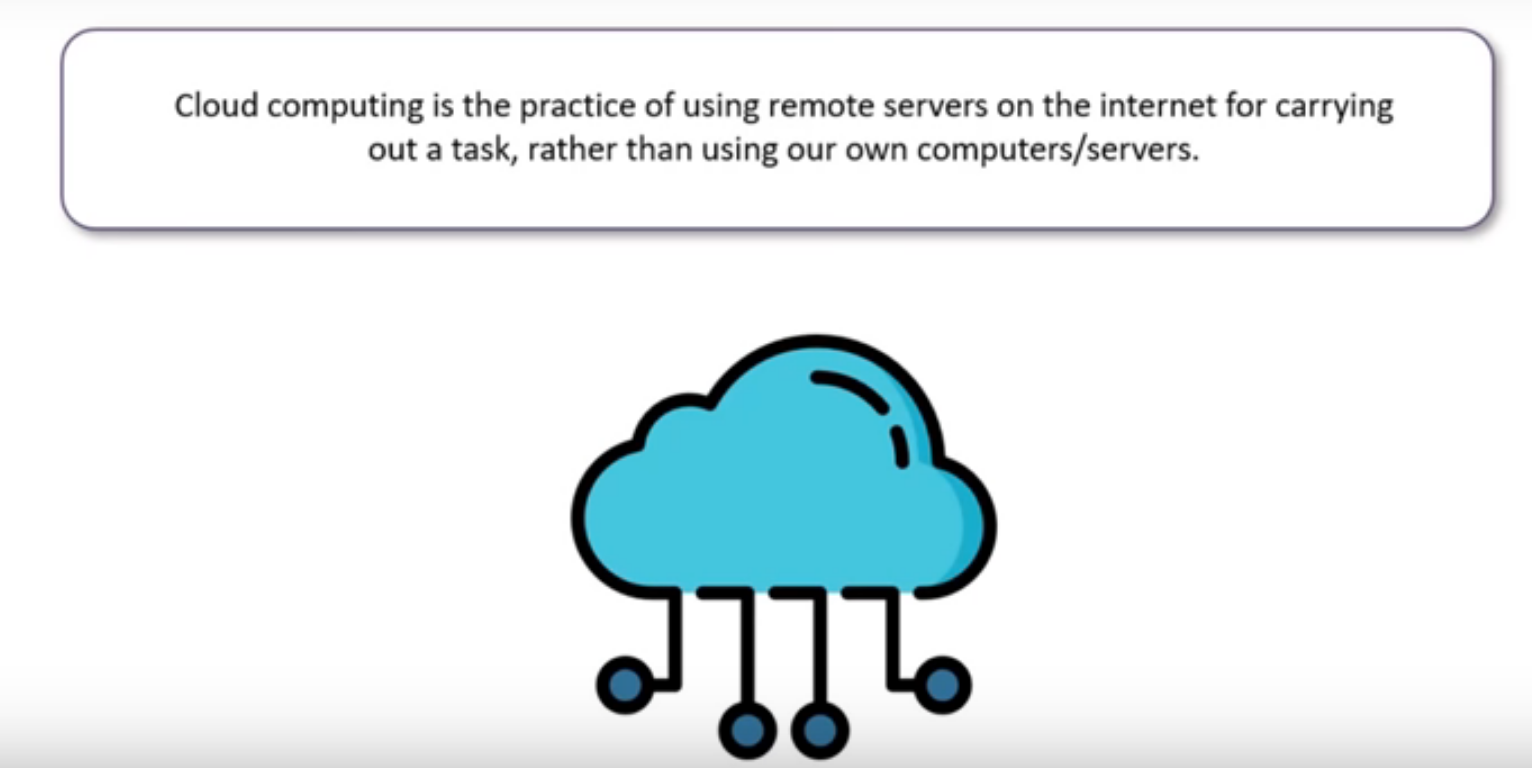 Cloud computing is the practice of using remote servers on the internet for carrying
out a task, rather than using our own computers/servers.